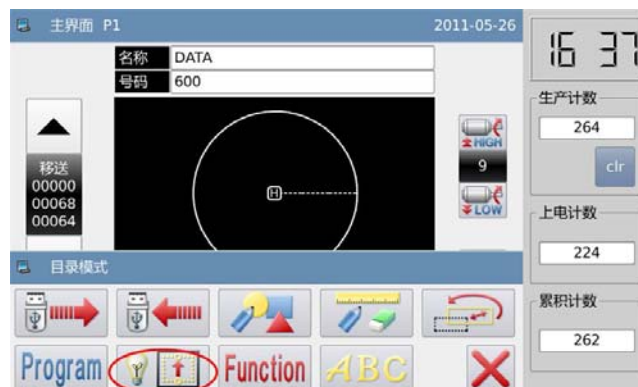 主界面 P1 2011-05-26
16 37
名称 DATA
号码 600
生产计数
264
clr
HIGH
9
LOW
移送
00000
00068
00064
H
上电计数
224
目录模式
累积计数
262
Program Function ABC